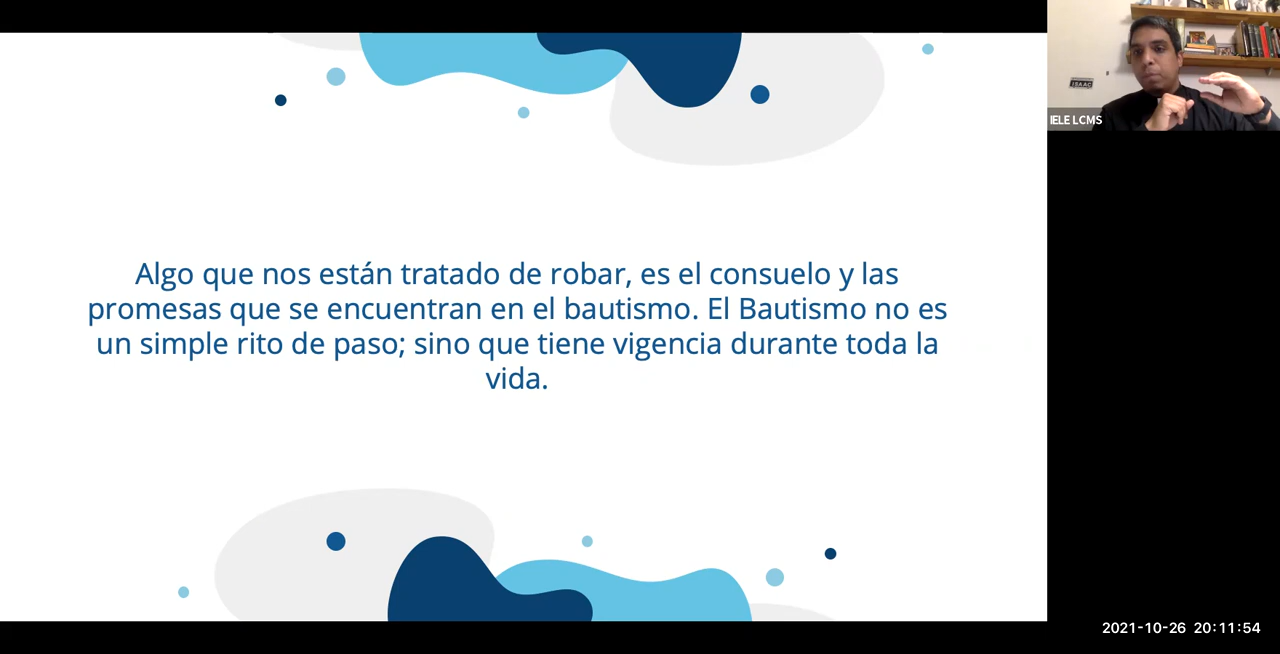 Algo que nos están tratado de robar, es el consuelo y las
promesas que se encuentran en el bautismo. El Bautismo no es
un simple rito de paso; sino que tiene vigencia durante toda la
vida.
ISAAC
IELE LCMS
2021-10-26 20:11:54